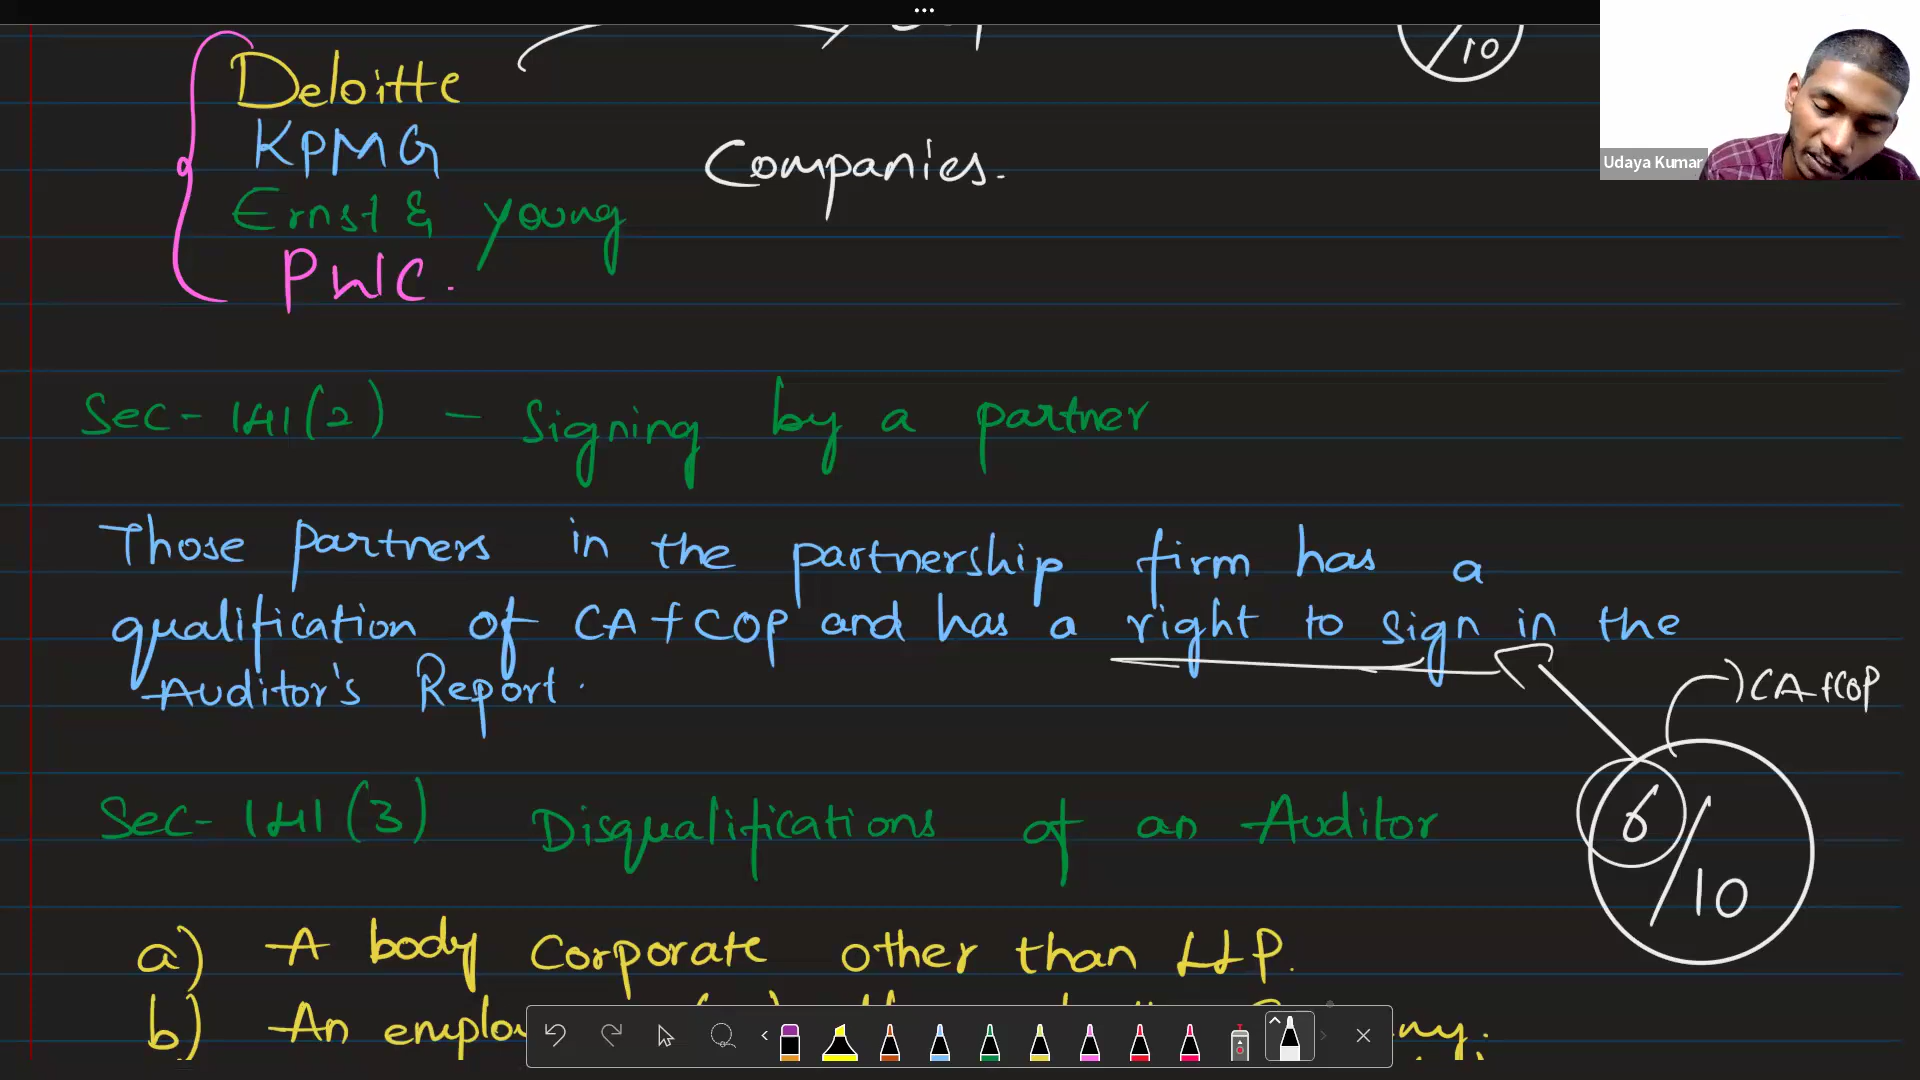 ...
/10
Deloitte
KPMG
Companies.
Udaya Kumar
Ernst & young
PWC.
Sec-141(2) - Signing by a partner
Those partners in the partnership firm has a
qualification of CA + COP and has a right to sign in the
Auditor's Report.
CA + COP
6/10
Sec-141(3) Disqualifications of an Auditor
a) A body corporate other than LLP.
b) An